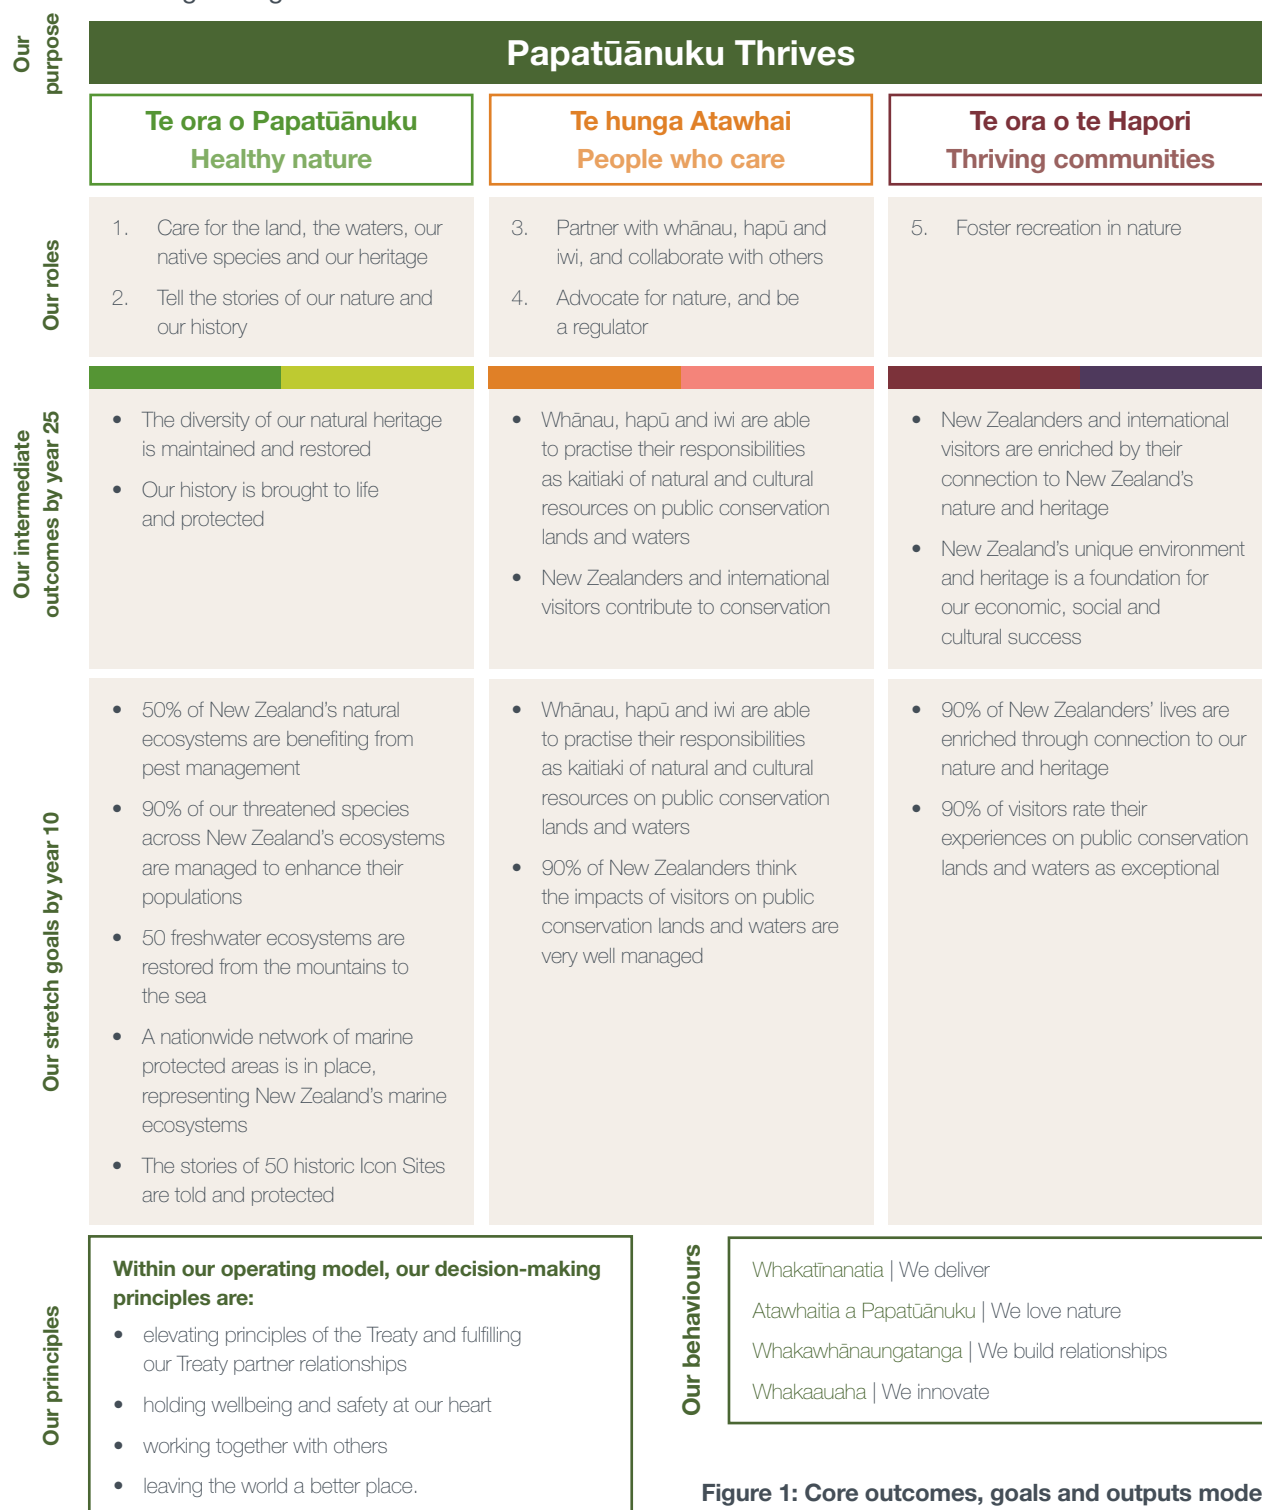 Our
purpose
Papatūānuku Thrives
Te ora o Papatūānuku
Healthy nature
Te hunga Atawhai
People who care
Te ora o te Hapori
Thriving communities
Our roles
1. Care for the land, the waters, our
native species and our heritage
2. Tell the stories of our nature and
our history
3. Partner with whānau, hapū and
iwi, and collaborate with others
4. Advocate for nature, and be
a regulator
5. Foster recreation in nature
Our intermediate
outcomes by year 25
• The diversity of our natural heritage
is maintained and restored
• Our history is brought to life
and protected
• Whānau, hapū and iwi are able
to practise their responsibilities
as kaitiaki of natural and cultural
resources on public conservation
lands and waters
• New Zealanders and international
visitors contribute to conservation
• New Zealanders and international
visitors are enriched by their
connection to New Zealand’s
nature and heritage
• New Zealand’s unique environment
and heritage is a foundation for
our economic, social and
cultural success
Our stretch goals by year 10
• 50% of New Zealand’s natural
ecosystems are benefiting from
pest management
• 90% of our threatened species
across New Zealand’s ecosystems
are managed to enhance their
populations
• 50 freshwater ecosystems are
restored from the mountains to
the sea
• A nationwide network of marine
protected areas is in place,
representing New Zealand’s marine
ecosystems
• The stories of 50 historic Icon Sites
are told and protected
• Whānau, hapū and iwi are able
to practise their responsibilities
as kaitiaki of natural and cultural
resources on public conservation
lands and waters
• 90% of New Zealanders think
the impacts of visitors on public
conservation lands and waters are
very well managed
• 90% of New Zealanders’ lives are
enriched through connection to our
nature and heritage
• 90% of visitors rate their
experiences on public conservation
lands and waters as exceptional
Our principles
Within our operating model, our decision-making
principles are:
• elevating principles of the Treaty and fulfilling
our Treaty partner relationships
• holding wellbeing and safety at our heart
• working together with others
• leaving the world a better place.
Our behaviours
Whakatīnanatia | We deliver
Atawhaitia a Papatūānuku | We love nature
Whakawhānaungatanga | We build relationships
Whakaauaha | We innovate
Figure 1: Core outcomes, goals and outputs mode